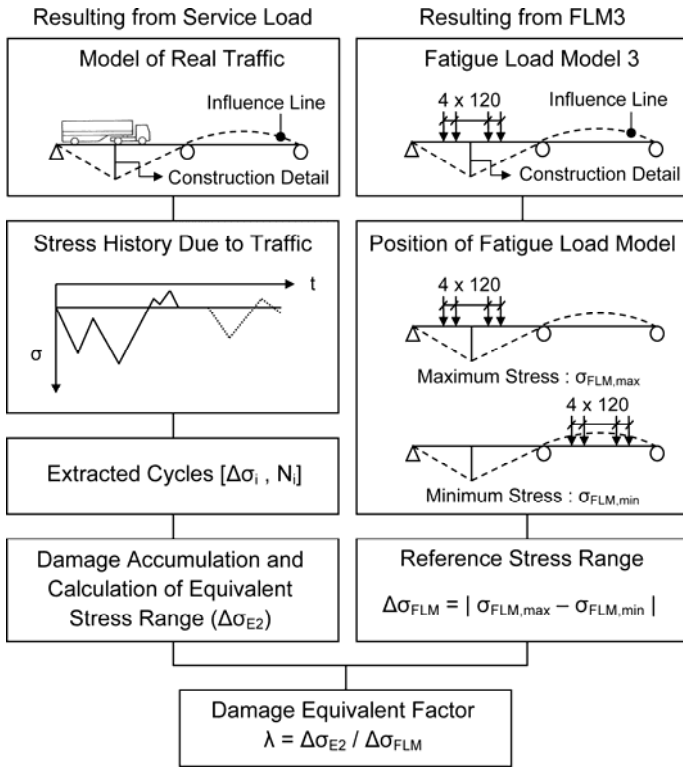 Resulting from Service Load
Model of Real Traffic
Influence Line
Construction Detail
Stress History Due to Traffic
t
σ
Extracted Cycles [Δσi , Ni]
Damage Accumulation and
Calculation of Equivalent
Stress Range (ΔσE2)
Resulting from FLM3
Fatigue Load Model 3
4 x 120
Influence Line
Construction Detail
Position of Fatigue Load Model
4 x 120
Maximum Stress : σFLM,max
4 x 120
Minimum Stress : σFLM,min
Reference Stress Range
ΔσFLM = | σFLM,max − σFLM,min |
Damage Equivalent Factor
λ = ΔσE2 / ΔσFLM